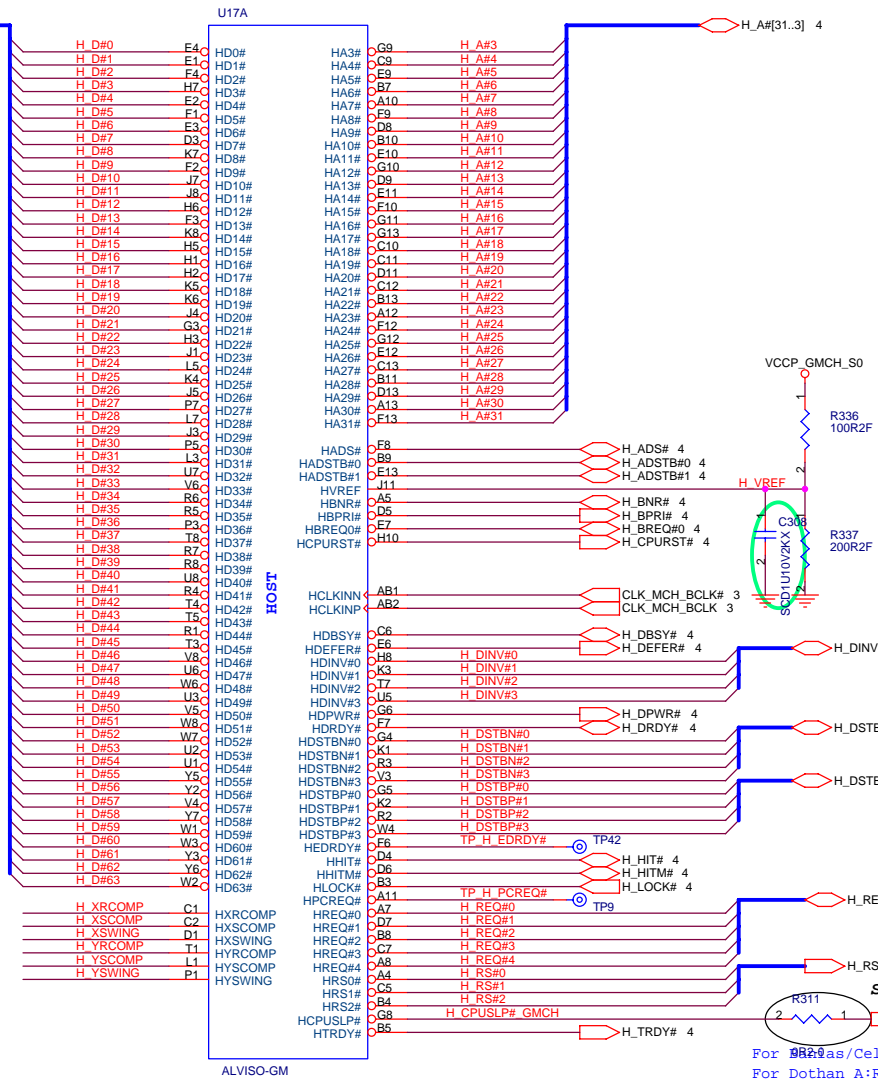 U17A
H_D#0 E4 HD0#
H_D#1 E1 HD1#
H_D#2 F4 HD2#
H_D#3 H7 HD3#
H_D#4 E2 HD4#
H_D#5 F1 HD5#
H_D#6 E3 HD6#
H_D#7 D3 HD7#
H_D#8 K7 HD8#
H_D#9 F2 HD9#
H_D#10 J7 HD10#
H_D#11 J8 HD11#
H_D#12 H6 HD12#
H_D#13 F3 HD13#
H_D#14 K8 HD14#
H_D#15 H5 HD15#
H_D#16 H1 HD16#
H_D#17 H2 HD17#
H_D#18 K5 HD18#
H_D#19 K6 HD19#
H_D#20 J4 HD20#
H_D#21 G3 HD21#
H_D#22 H3 HD22#
H_D#23 J1 HD23#
H_D#24 L5 HD24#
H_D#25 K4 HD25#
H_D#26 J5 HD26#
H_D#27 P7 HD27#
H_D#28 L7 HD28#
H_D#29 J3 HD29#
H_D#30 P5 HD30#
H_D#31 L3 HD31#
H_D#32 U7 HD32#
H_D#33 V6 HD33#
H_D#34 R6 HD34#
H_D#35 R5 HD35#
H_D#36 P3 HD36#
H_D#37 T8 HD37#
H_D#38 R7 HD38#
H_D#39 R8 HD39#
H_D#40 U8 HD40#
H_D#41 R4 HD41#
H_D#42 T4 HD42#
H_D#43 T5 HD43#
H_D#44 R1 HD44#
H_D#45 T3 HD45#
H_D#46 V8 HD46#
H_D#47 U6 HD47#
H_D#48 W6 HD48#
H_D#49 U3 HD49#
H_D#50 V5 HD50#
H_D#51 W8 HD51#
H_D#52 W7 HD52#
H_D#53 U2 HD53#
H_D#54 U1 HD54#
H_D#55 Y5 HD55#
H_D#56 Y2 HD56#
H_D#57 V4 HD57#
H_D#58 Y7 HD58#
H_D#59 W1 HD59#
H_D#60 W3 HD60#
H_D#61 Y3 HD61#
H_D#62 Y6 HD62#
H_D#63 W2 HD63#
H_XRCOMP C1 HXRCOMP
H_XSCOMP C2 HXSCOMP
H_XSWING D1 HXSWING
H_YRCOMP T1 HYRCOMP
H_YSCOMP L1 HYSCOMP
H_YSWING P1 HYSWING
HOST
HA3# G9 H_A#3
HA4# C9 H_A#4
HA5# E9 H_A#5
HA6# B7 H_A#6
HA7# A10 H_A#7
HA8# F9 H_A#8
HA9# D8 H_A#9
HA10# B10 H_A#10
HA11# E10 H_A#11
HA12# G10 H_A#12
HA13# D9 H_A#13
HA14# E11 H_A#14
HA15# F10 H_A#15
HA16# G11 H_A#16
HA17# G13 H_A#17
HA18# C10 H_A#18
HA19# C11 H_A#19
HA20# D11 H_A#20
HA21# C12 H_A#21
HA22# B13 H_A#22
HA23# A12 H_A#23
HA24# F12 H_A#24
HA25# G12 H_A#25
HA26# E12 H_A#26
HA27# C13 H_A#27
HA28# B11 H_A#28
HA29# D13 H_A#29
HA30# A13 H_A#30
HA31# F13 H_A#31
H_A#[31..3] 4
HADS# F8 H_ADS# 4
HADSTB#0 B9 H_ADSTB#0 4
HADSTB#1 E13 H_ADSTB#1 4
HVREF J11 H_VREF
HBNR# A5 H_BNR# 4
HBPRI# D5 H_BPRI# 4
HBREQ0# E7 H_BREQ#0 4
HCPURST# H10 H_CPURST# 4
VCCP_GMCH_S0
1
R336
100R2F
2
1
C308
SCD1U10V2KX
2
1
R337
200R2F
2
HCLKINN AB1 CLK_MCH_BCLK# 3
HCLKINP AB2 CLK_MCH_BCLK 3
HDBSY# C6 H_DBSY# 4
HDEFER# E6 H_DEFER# 4
HDINV#0 H8 H_DINV#0 H_DINV
HDINV#1 K3 H_DINV#1
HDINV#2 T7 H_DINV#2
HDINV#3 U5 H_DINV#3
HDPWR# G6 H_DPWR# 4
HDRDY# F7 H_DRDY# 4
HDSTBN#0 G4 H_DSTBN#0 H_DSTB
HDSTBN#1 K1 H_DSTBN#1
HDSTBN#2 R3 H_DSTBN#2
HDSTBN#3 V3 H_DSTBN#3
HDSTBP#0 G5 H_DSTBP#0 H_DSTB
HDSTBP#1 K2 H_DSTBP#1
HDSTBP#2 R2 H_DSTBP#2
HDSTBP#3 W4 H_DSTBP#3
HEDRDY# F6 TP_H_EDRDY# TP42
HHIT# D4 H_HIT# 4
HHITM# D6 H_HITM# 4
HLOCK# B3 H_LOCK# 4
HPCREQ# A11 TP_H_PCREQ# TP9
HREQ#0 A7 H_REQ#0 H_RE
HREQ#1 D7 H_REQ#1
HREQ#2 B8 H_REQ#2
HREQ#3 C7 H_REQ#3
HREQ#4 A8 H_REQ#4
HRS0# A4 H_RS#0 H_RS
HRS1# C5 H_RS#1
HRS2# B4 H_RS#2
HCPUSLP# G8 H_CPUSLP#_GMCH 2 R311 1
0R2-0
HTRDY# B5 H_TRDY# 4
ALVISO-GM
For Banias/Cel
For Dothan A:R